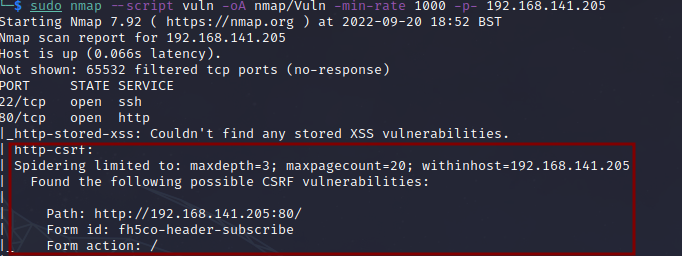 $ sudo nmap --script vuln -oA nmap/Vuln -min-rate 1000 -p- 192.168.141.205
Starting Nmap 7.92 ( https://nmap.org ) at 2022-09-20 18:52 BST
Nmap scan report for 192.168.141.205
Host is up (0.066s latency).
Not shown: 65532 filtered tcp ports (no-response)
PORT     STATE SERVICE
22/tcp   open  ssh
80/tcp   open  http
|_http-stored-xss: Couldn't find any stored XSS vulnerabilities.
| http-csrf:
| Spidering limited to: maxdepth=3; maxpagecount=20; withinhost=192.168.141.205
|   Found the following possible CSRF vulnerabilities:
|
|     Path: http://192.168.141.205:80/
|     Form id: fh5co-header-subscribe
|_    Form action: /